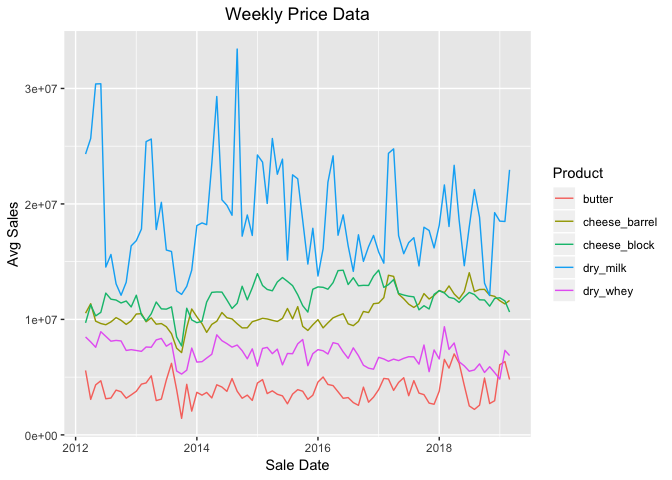 Weekly Price Data
Avg Sales
3e+07
2e+07
1e+07
0e+00
2012 2014 2016 2018
Sale Date
Product
butter
cheese_barrel
cheese_block
dry_milk
dry_whey